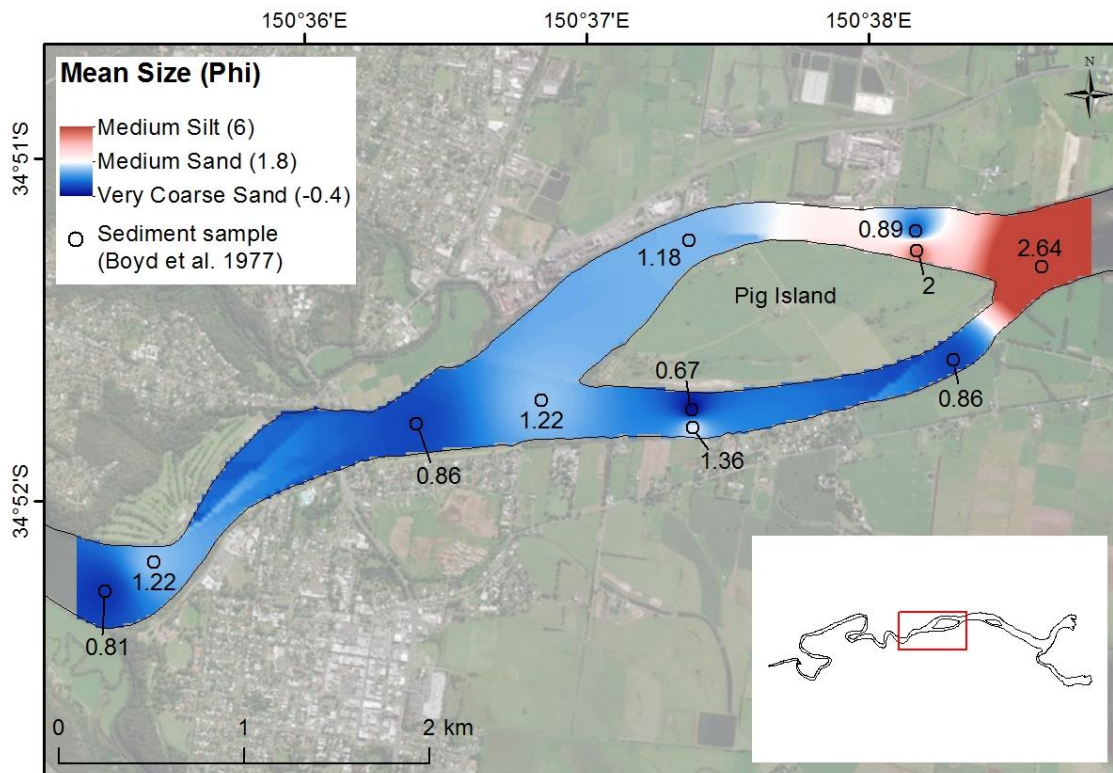 150°36'E
150°37'E
150°38'E
34°51'S
34°52'S
N
Mean Size (Phi)
Medium Silt (6)
Medium Sand (1.8)
Very Coarse Sand (-0.4)
Sediment sample
(Boyd et al. 1977)
0.89
2.64
1.18
2
Pig Island
0.67
0.86
1.22
1.36
0.86
1.22
0.81
0
1
2 km